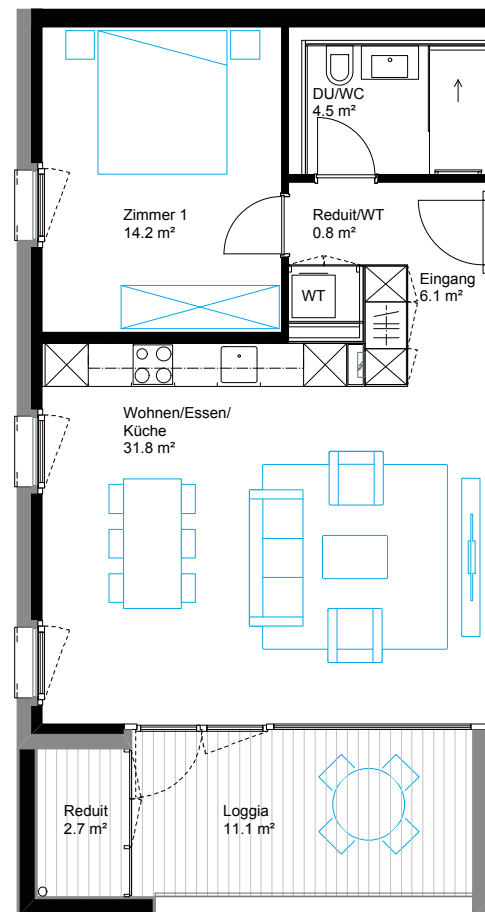 DU/WC
4.5 m²
Zimmer 1
14.2 m²
Reduit/WT
0.8 m²
Eingang
6.1 m²
WT
Wohnen/Essen/
Küche
31.8 m²
Reduit
2.7 m²
Loggia
11.1 m²